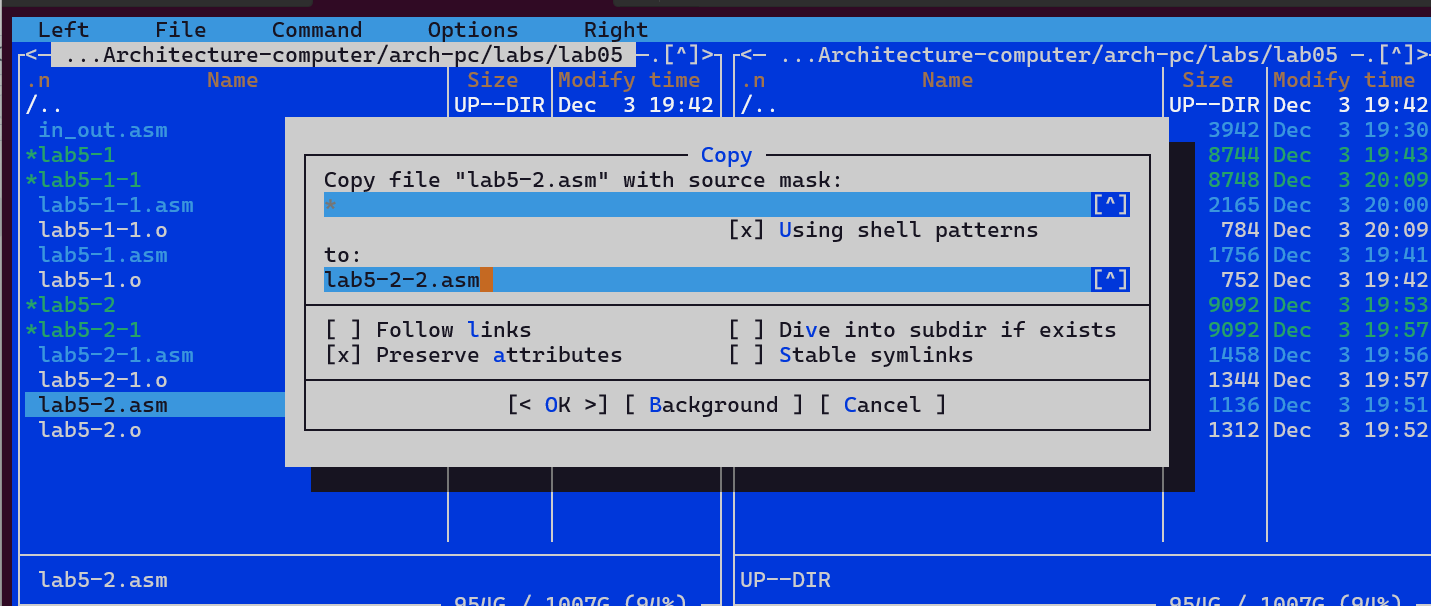 Left File Command Options Right
<— ...Architecture-computer/arch-pc/labs/lab05 —.[^]> <— ...Architecture-computer/arch-pc/labs/lab05 —.[^]>
.n Name Size Modify time .n Name Size Modify time
/.. UP--DIR Dec 3 19:42 /.. UP--DIR Dec 3 19:42
in_out.asm 3942 Dec 3 19:30
*lab5-1 Copy 8744 Dec 3 19:43
*lab5-1-1 Copy file "lab5-2.asm" with source mask: 8748 Dec 3 20:09
lab5-1-1.asm * [^] 2165 Dec 3 20:00
lab5-1-1.o [x] Using shell patterns 784 Dec 3 20:09
lab5-1.asm to: 1756 Dec 3 19:41
lab5-1.o lab5-2-2.asm [^] 752 Dec 3 19:42
*lab5-2 9092 Dec 3 19:53
*lab5-2-1 [ ] Follow links [ ] Dive into subdir if exists 9092 Dec 3 19:57
lab5-2-1.asm [x] Preserve attributes [ ] Stable symlinks 1458 Dec 3 19:56
lab5-2-1.o 1344 Dec 3 19:57
lab5-2.asm [< OK >] [ Background ] [ Cancel ] 1136 Dec 3 19:51
lab5-2.o 1312 Dec 3 19:52
lab5-2.asm UP--DIR
954G / 1007G (94%) 954G / 1007G (94%)